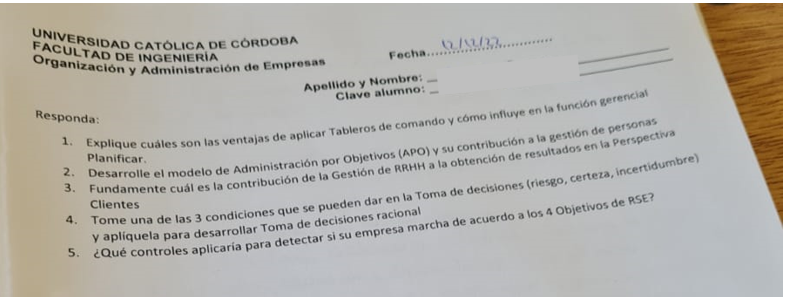 UNIVERSIDAD CATÓLICA DE CÓRDOBA
FACULTAD DE INGENIERÍA
Organización y Administración de Empresas
Fecha 12/12/22
Apellido y Nombre:
Clave alumno:
Responda:
1. Explique cuáles son las ventajas de aplicar Tableros de comando y cómo influye en la función gerencial
Planificar.
2. Desarrolle el modelo de Administración por Objetivos (APO) y su contribución a la gestión de personas
3. Fundamente cuál es la contribución de la Gestión de RRHH a la obtención de resultados en la Perspectiva
Clientes
4. Tome una de las 3 condiciones que se pueden dar en la Toma de decisiones (riesgo, certeza, incertidumbre)
y aplíquela para desarrollar Toma de decisiones racional
5. ¿Qué controles aplicaría para detectar si su empresa marcha de acuerdo a los 4 Objetivos de RSE?